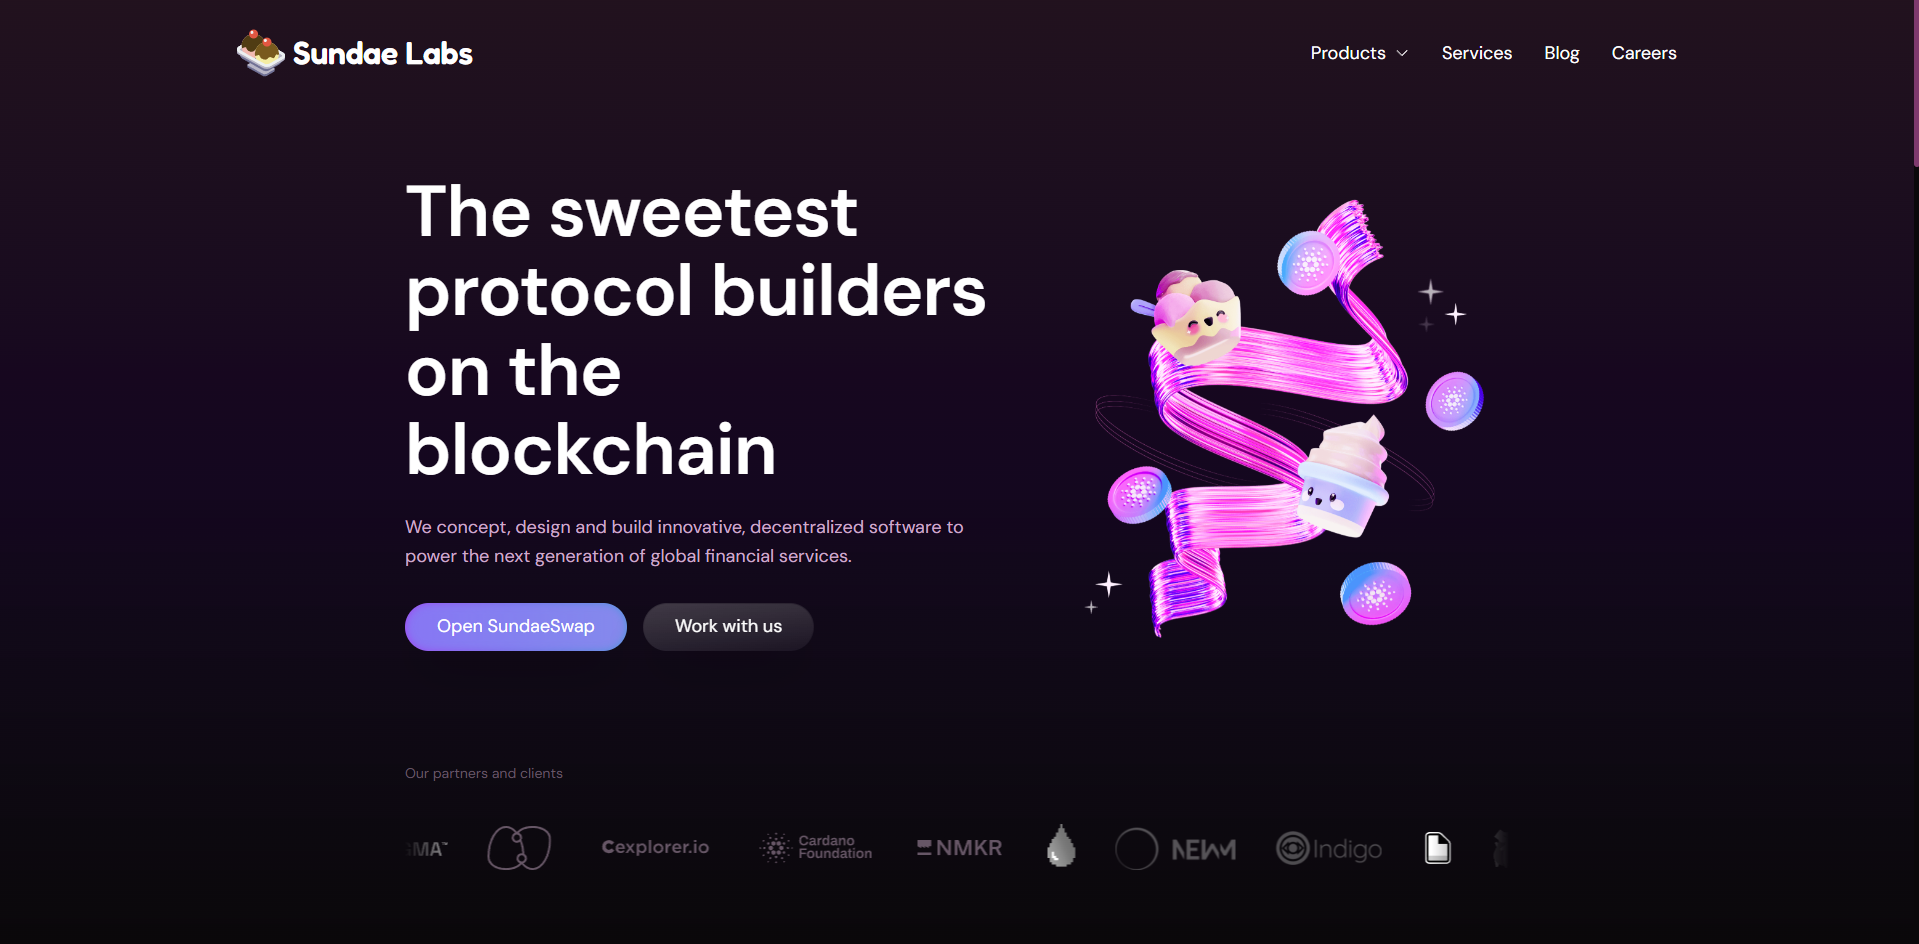 Sundae Labs
Products
Services
Blog
Careers
The sweetest
protocol builders
on the
blockchain
We concept, design and build innovative, decentralized software to
power the next generation of global financial services.
Open SundaeSwap
Work with us
Our partners and clients
Cexplorer.io
Cardano
Foundation
NMKR
NEWM
Indigo